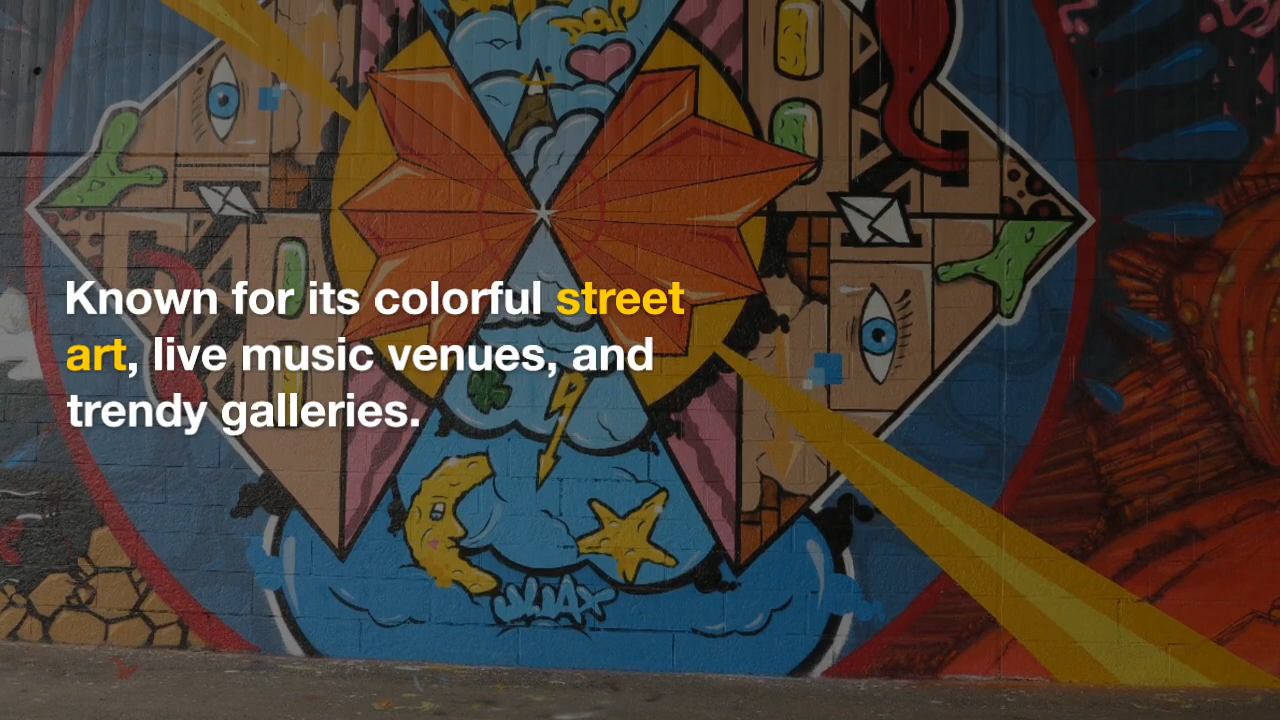 Known for its colorful street
art, live music venues, and
trendy galleries.